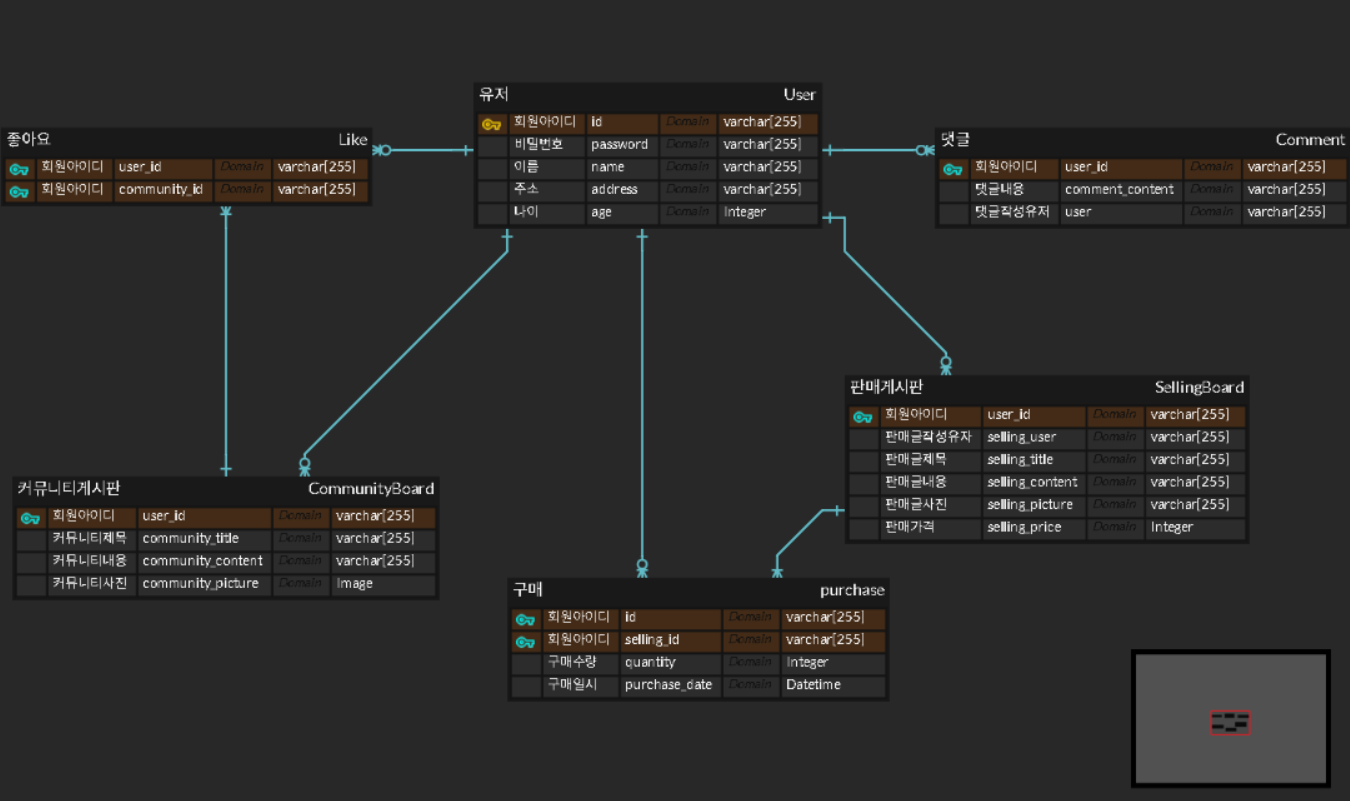 유저 User
회원아이디 id Domain varchar[255]
비밀번호 password Domain varchar[255]
이름 name Domain varchar[255]
주소 address Domain varchar[255]
나이 age Domain Integer
좋아요 Like
회원아이디 user_id Domain varchar[255]
회원아이디 community_id Domain varchar[255]
댓글 Comment
회원아이디 user_id Domain varchar[255]
댓글내용 comment_content Domain varchar[255]
댓글작성유저 user Domain varchar[255]
판매게시판 SellingBoard
회원아이디 user_id Domain varchar[255]
판매글작성유자 selling_user Domain varchar[255]
판매글제목 selling_title Domain varchar[255]
판매글내용 selling_content Domain varchar[255]
판매글사진 selling_picture Domain varchar[255]
판매가격 selling_price Domain Integer
커뮤니티게시판 CommunityBoard
회원아이디 user_id Domain varchar[255]
커뮤니티제목 community_title Domain varchar[255]
커뮤니티내용 community_content Domain varchar[255]
커뮤니티사진 community_picture Domain Image
구매 purchase
회원아이디 id Domain varchar[255]
회원아이디 selling_id Domain varchar[255]
구매수량 quantity Domain Integer
구매일시 purchase_date Domain Datetime